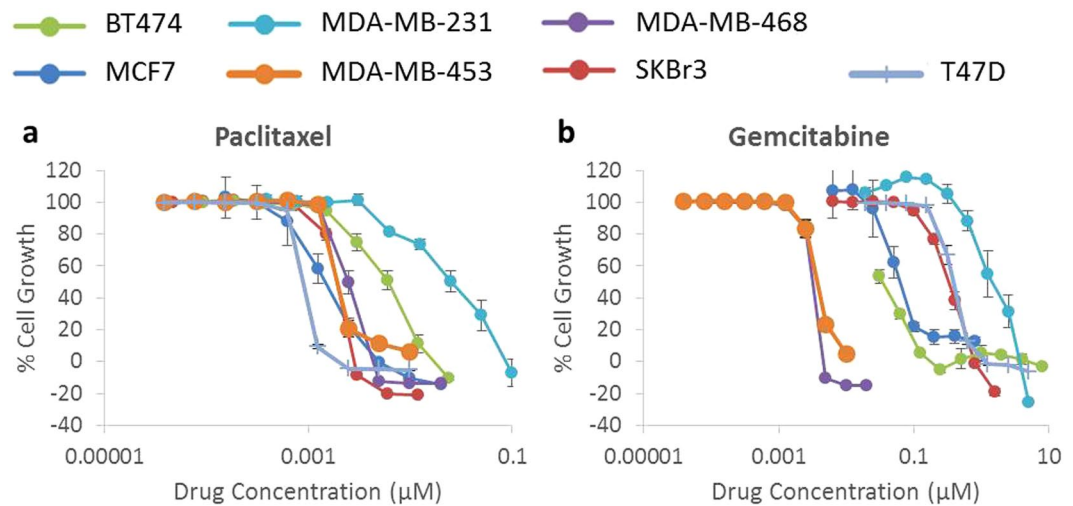 BT474 MDA-MB-231 MDA-MB-468
MCF7 MDA-MB-453 SKBr3 T47D
a Paclitaxel
120
100
80
60
40
20
0
-20
-40
% Cell Growth
0.00001 0.001 0.1
Drug Concentration (µM)
b Gemcitabine
120
100
80
60
40
20
0
-20
-40
% Cell Growth
0.00001 0.001 0.1 10
Drug Concentration (µM)